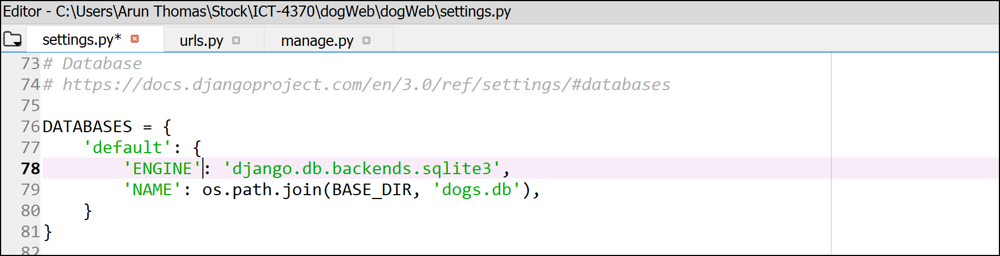 Editor - C:\Users\Arun Thomas\Stock\ICT-4370\dogWeb\dogWeb\settings.py
settings.py* urls.py manage.py
73 # Database
74 # https://docs.djangoproject.com/en/3.0/ref/settings/#databases
75
76 DATABASES = {
77     'default': {
78         'ENGINE': 'django.db.backends.sqlite3',
79         'NAME': os.path.join(BASE_DIR, 'dogs.db'),
80     }
81 }
82